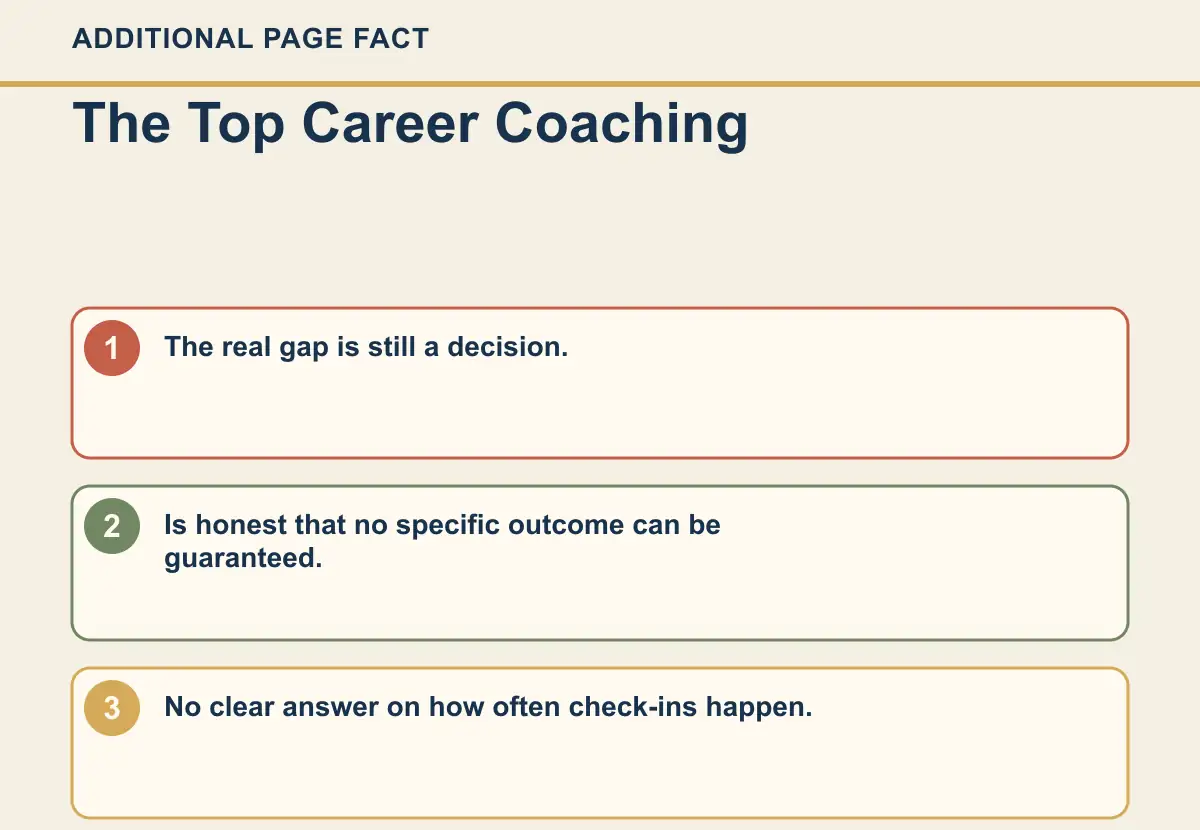 ADDITIONAL PAGE FACT
The Top Career Coaching
1
The real gap is still a decision.
2
Is honest that no specific outcome can be
guaranteed.
3
No clear answer on how often check-ins happen.